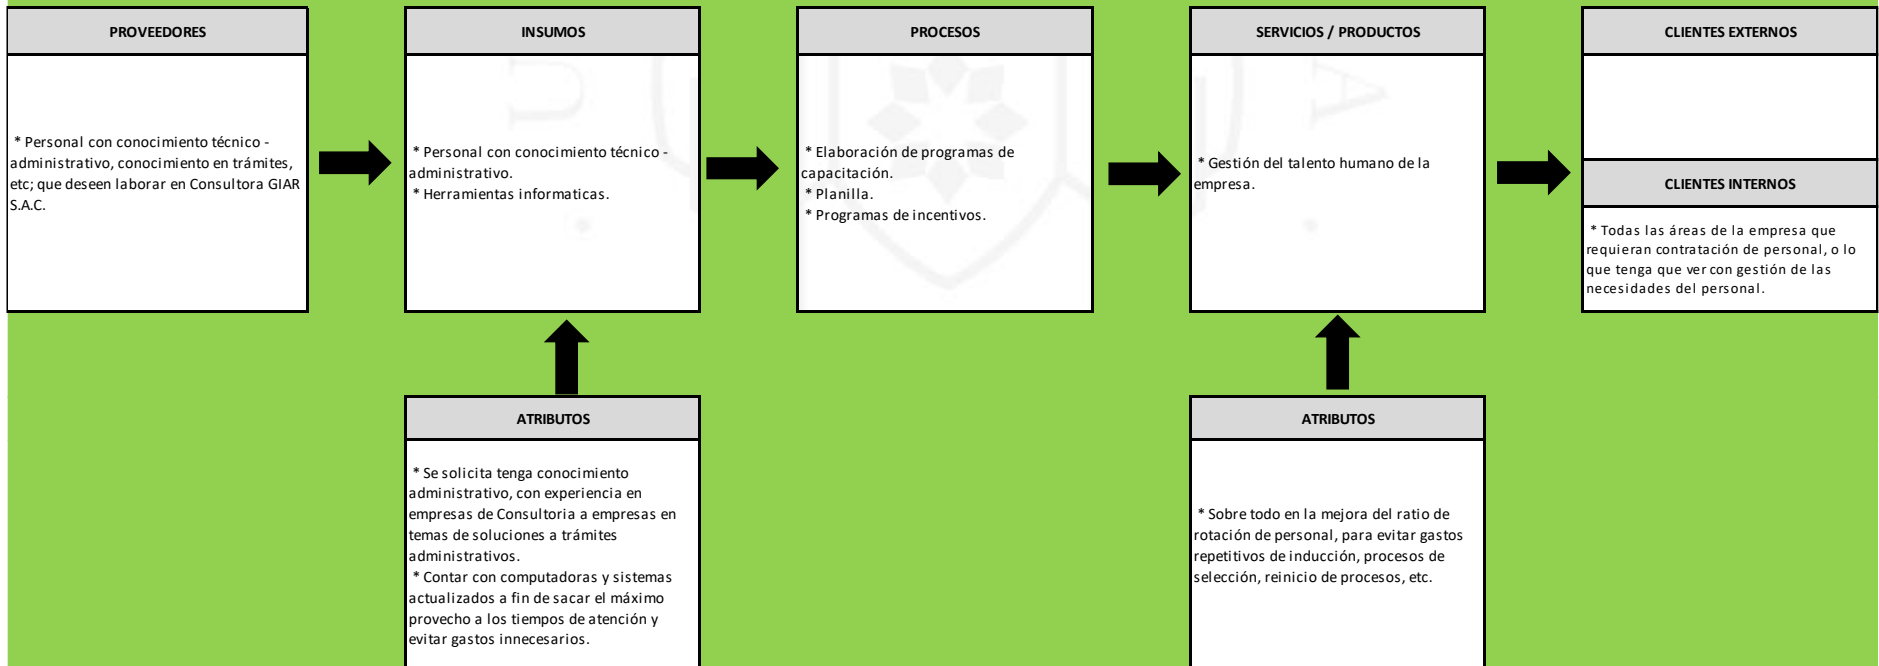 PROVEEDORES
* Personal con conocimiento técnico -
administrativo, conocimiento en trámites,
etc; que deseen laborar en Consultora GIAR
S.A.C.
INSUMOS
* Personal con conocimiento técnico -
administrativo.
* Herramientas informaticas.
PROCESOS
* Elaboración de programas de
capacitación.
* Planilla.
* Programas de incentivos.
SERVICIOS / PRODUCTOS
* Gestión del talento humano de la
empresa.
CLIENTES EXTERNOS
CLIENTES INTERNOS
* Todas las áreas de la empresa que
requieran contratación de personal, o lo
que tenga que ver con gestión de las
necesidades del personal.
ATRIBUTOS
* Se solicita tenga conocimiento
administrativo, con experiencia en
empresas de Consultoria a empresas en
temas de soluciones a trámites
administrativos.
* Contar con computadoras y sistemas
actualizados a fin de sacar el máximo
provecho a los tiempos de atención y
evitar gastos innecesarios.
ATRIBUTOS
* Sobre todo en la mejora del ratio de
rotación de personal, para evitar gastos
repetitivos de inducción, procesos de
selección, reinicio de procesos, etc.